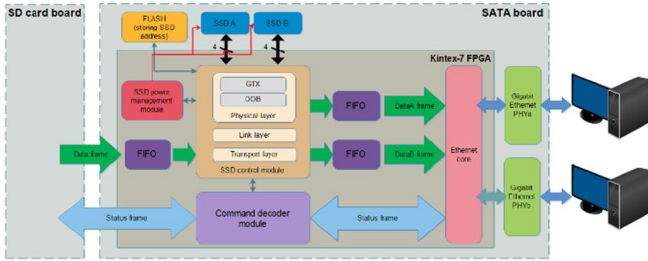 SD card board
SATA board
FLASH
(storing SSD
address)
SSD A
SSD B
4
4
Kintex-7 FPGA
SSD power
management
module
GTX
OOB
Physical layer
Link layer
Transport layer
SSD control module
Data frame
FIFO
FIFO
FIFO
DataA frame
DataB frame
Ethernet
core
Gigabit
Ethernet
PHYa
Gigabit
Ethernet
PHYb
Status frame
Command decoder
module
Status frame